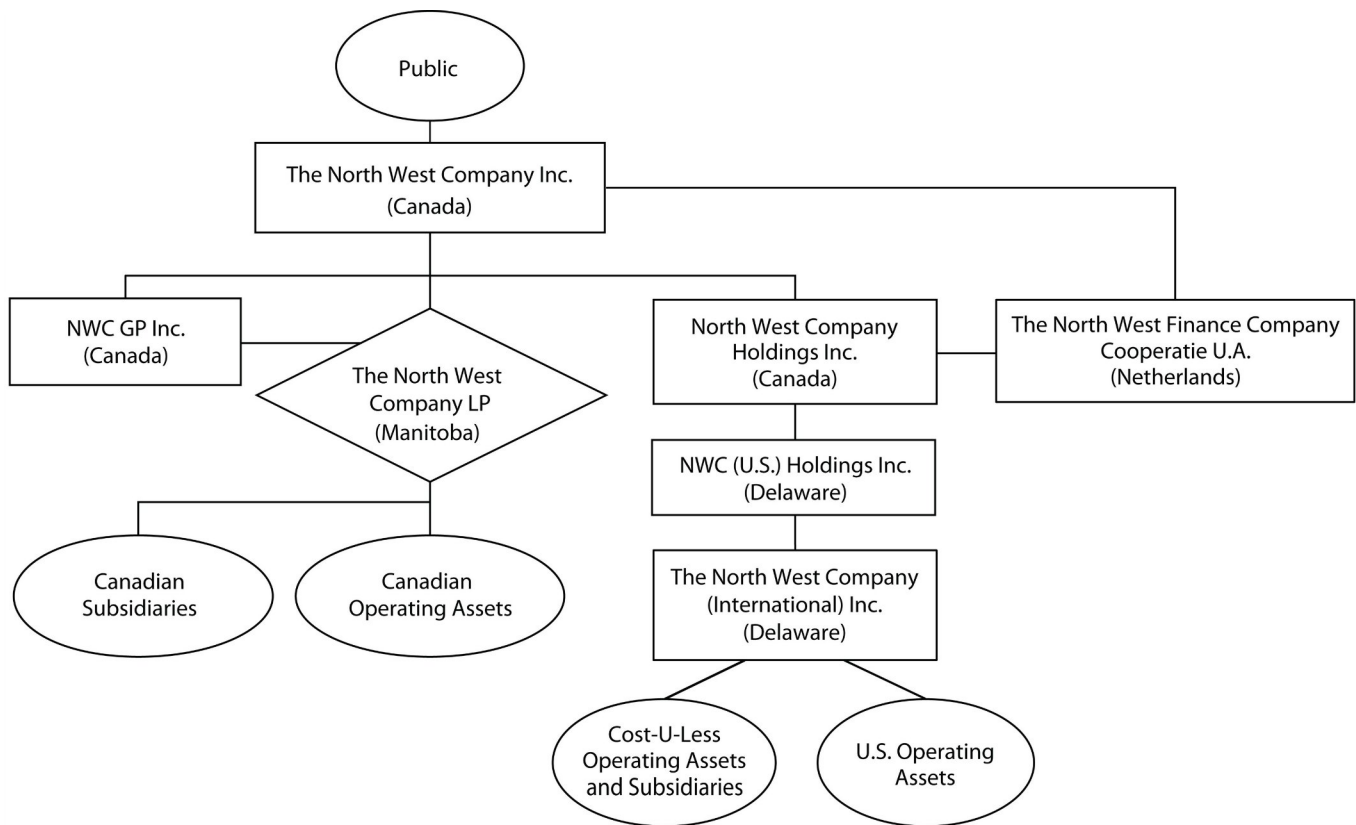 Public
The North West Company Inc.
(Canada)
NWC GP Inc.
(Canada)
The North West
Company LP
(Manitoba)
North West Company
Holdings Inc.
(Canada)
The North West Finance Company
Cooperatie U.A.
(Netherlands)
NWC (U.S.) Holdings Inc.
(Delaware)
Canadian
Subsidiaries
Canadian
Operating Assets
The North West Company
(International) Inc.
(Delaware)
Cost-U-Less
Operating Assets
and Subsidiaries
U.S. Operating
Assets